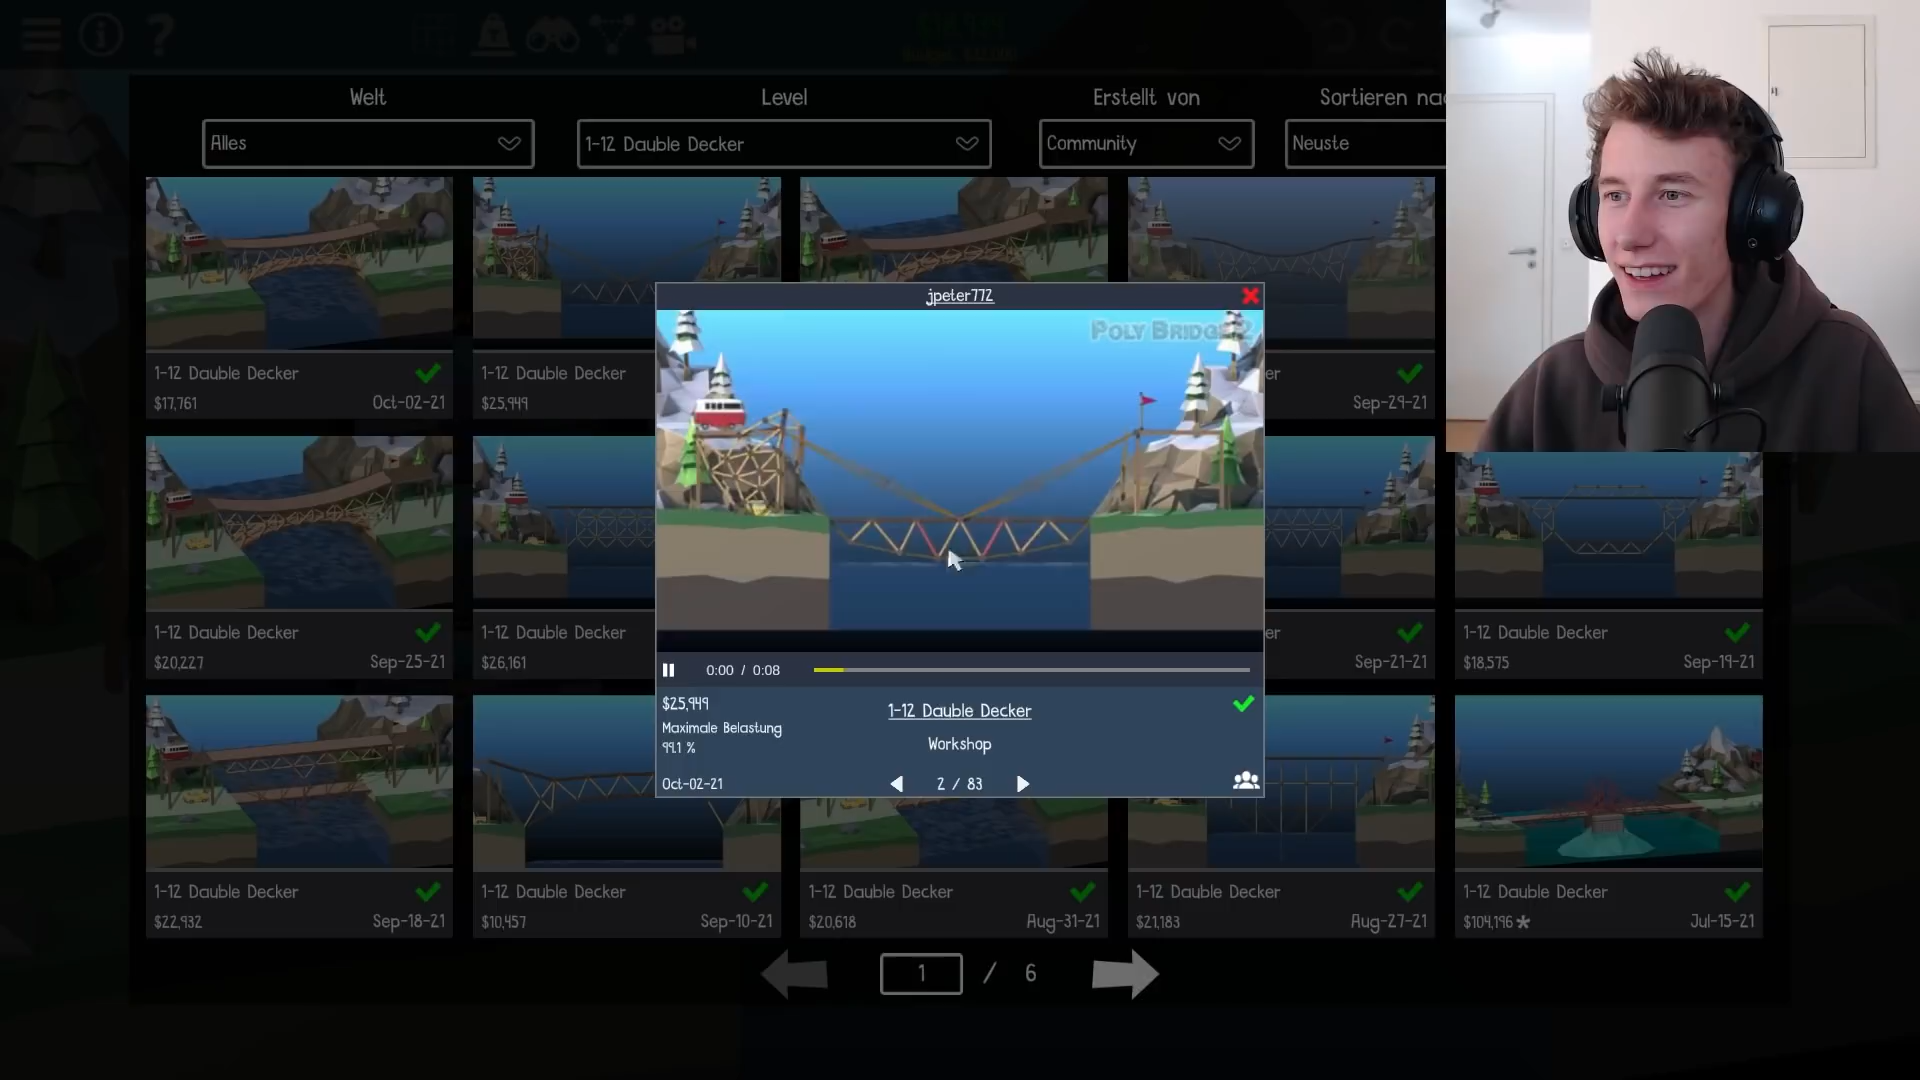 Welt
Level
Erstellt von
Sortieren nac
Alles
1-12 Dauble Decker
Community
Neuste
1-12 Dauble Decker
$17,761
Oct-02-21
1-12 Dauble Decker
$25,949
er
Sep-29-21
jpeter772
POLY BRIDGE 2
0:00 / 0:08
$25,949
Maximale Belastung
99.1 %
1-12 Dauble Decker
Workshop
Oct-02-21
2 / 83
1-12 Dauble Decker
$20,227
Sep-25-21
1-12 Dauble Decker
$26,161
er
Sep-21-21
1-12 Dauble Decker
$18,575
Sep-19-21
1-12 Dauble Decker
$22,932
Sep-18-21
1-12 Dauble Decker
$10,457
Sep-10-21
1-12 Dauble Decker
$20,618
Aug-31-21
1-12 Dauble Decker
$21,183
Aug-27-21
1-12 Dauble Decker
$104,196*
Jul-15-21
1 / 6